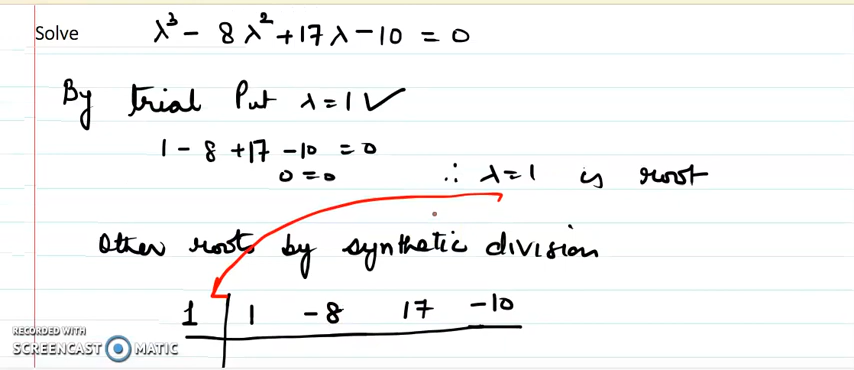 Solve λ³ − 8λ² + 17λ − 10 = 0
By trial Put λ = 1 ✓
1 − 8 + 17 − 10 = 0
0 = 0 ∴ λ = 1 is root
Other root by synthetic division
1 | 1 −8 17 −10
RECORDED WITH
SCREENCAST MATIC